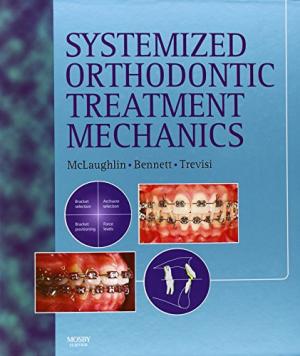 SYSTEMIZED
ORTHODONTIC
TREATMENT
MECHANICS
McLaughlin • Bennett • Trevisi
Bracket
selection
Archwire
selection
Bracket
positioning
Force
levels
MOSBY
ELSEVIER